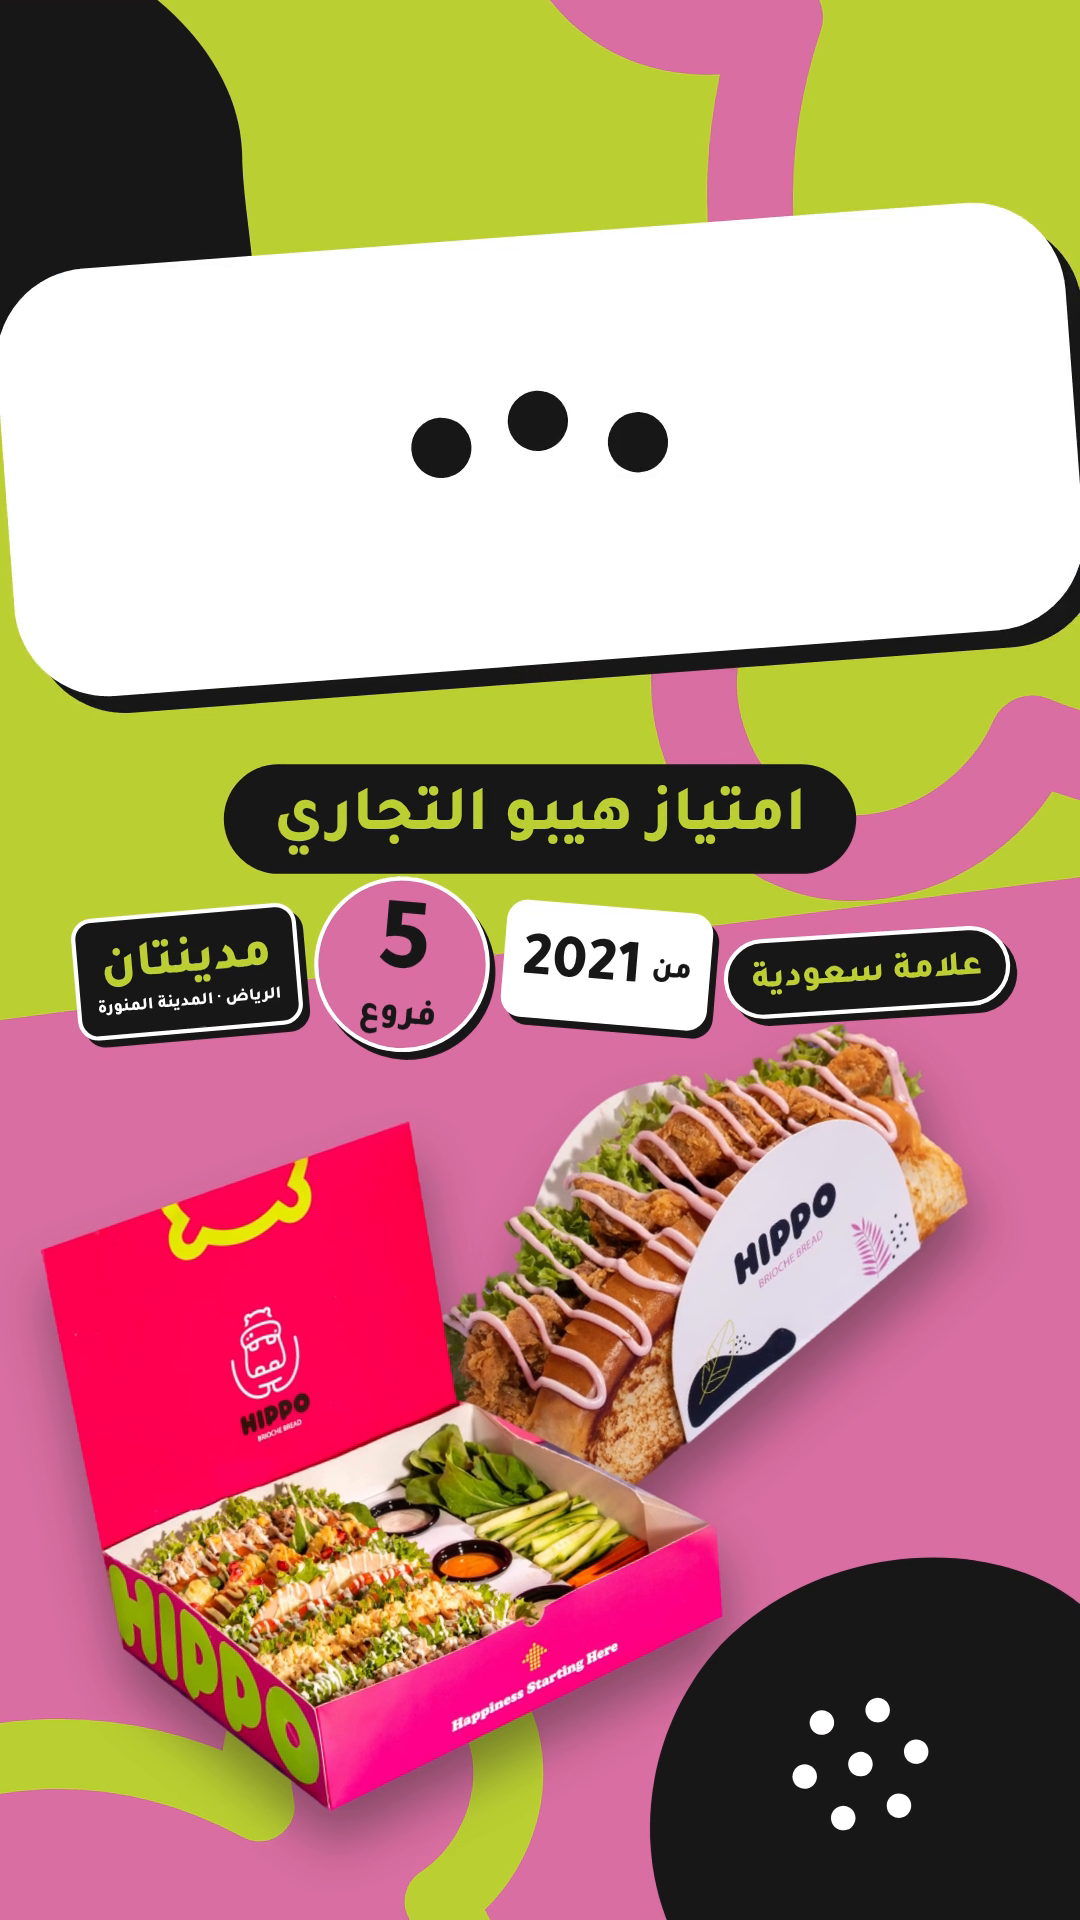 امتياز هيبو التجاري
علامة سعودية
من 2021
5
فروع
مدينتان
الرياض · المدينة المنورة
HIPPO
BRIOCHE BREAD
HIPPO
BRIOCHE BREAD
HIPPO
Happiness Starting Here